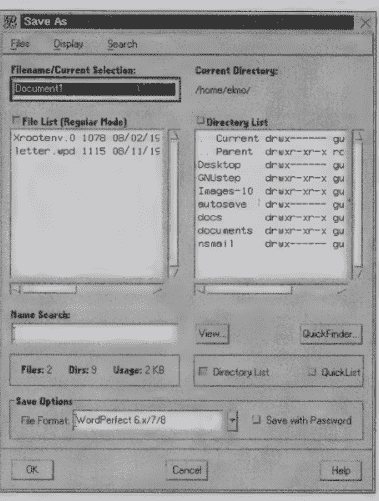 Save As
Files Display Search
Filename/Current Selection: Current Directory:
Document1 /home/ekmo/
File List (Regular Mode) Directory List
Xrootenv.0 1078 08/02/19
letter.wpd 1115 08/11/19
. Current drwx------ gu
.. Parent drwxr-xr-x ro
Desktop drwxr-xr-x gu
GNUstep drwxr-xr-x gu
Images-10 drwxr-xr-x gu
autosave drwx------ gu
docs drwxr-xr-x gu
documents drwxr-xr-x gu
nsmail drwx------ gu
Name Search:
View... QuickFinder...
Files: 2 Dirs: 9 Usage: 2 KB Directory List QuickList
Save Options
File Format: WordPerfect 6.x/7/8 Save with Password
OK Cancel Help